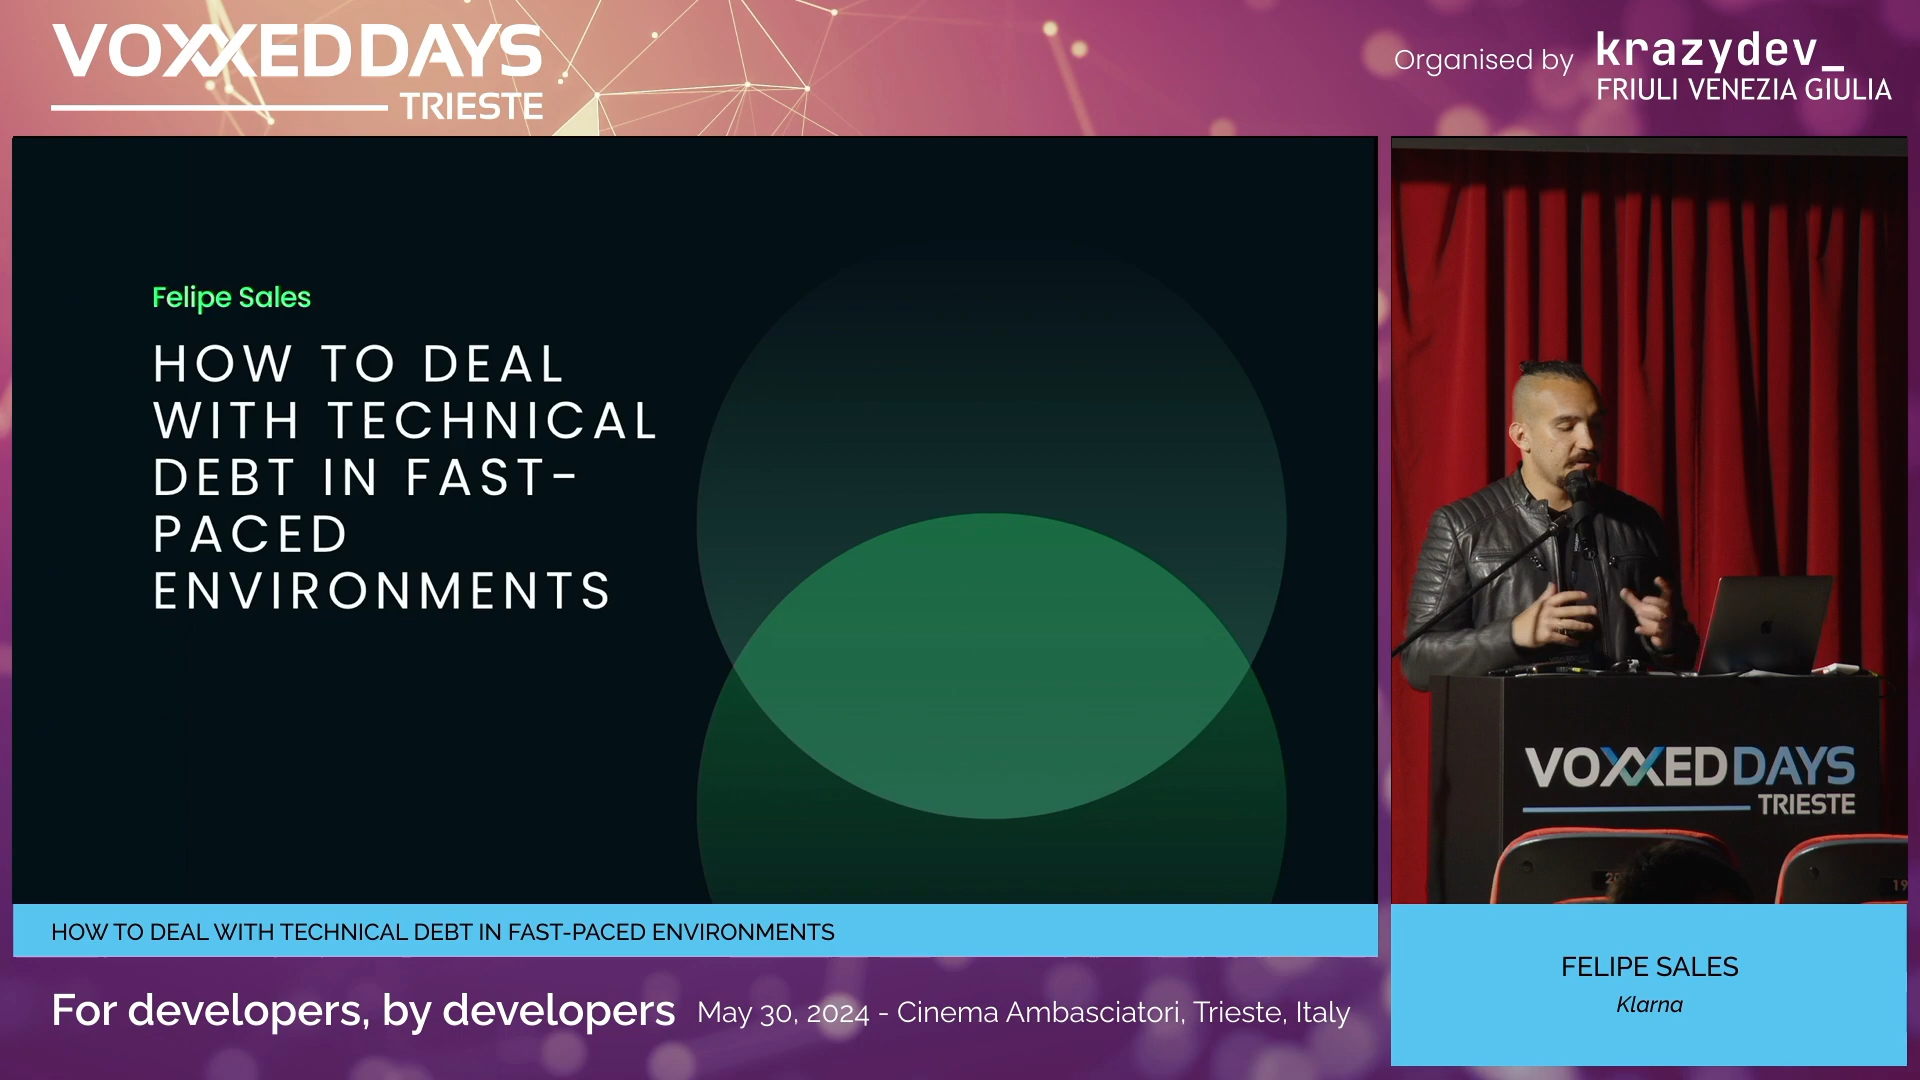 VOXXEDDAYS
TRIESTE
Organised by
krazydev_
FRIULI VENEZIA GIULIA
Felipe Sales
HOW TO DEAL
WITH TECHNICAL
DEBT IN FAST-
PACED
ENVIRONMENTS
VOXXEDDAYS
TRIESTE
20
19
HOW TO DEAL WITH TECHNICAL DEBT IN FAST-PACED ENVIRONMENTS
FELIPE SALES
Klarna
For developers, by developers
May 30, 2024 - Cinema Ambasciatori, Trieste, Italy